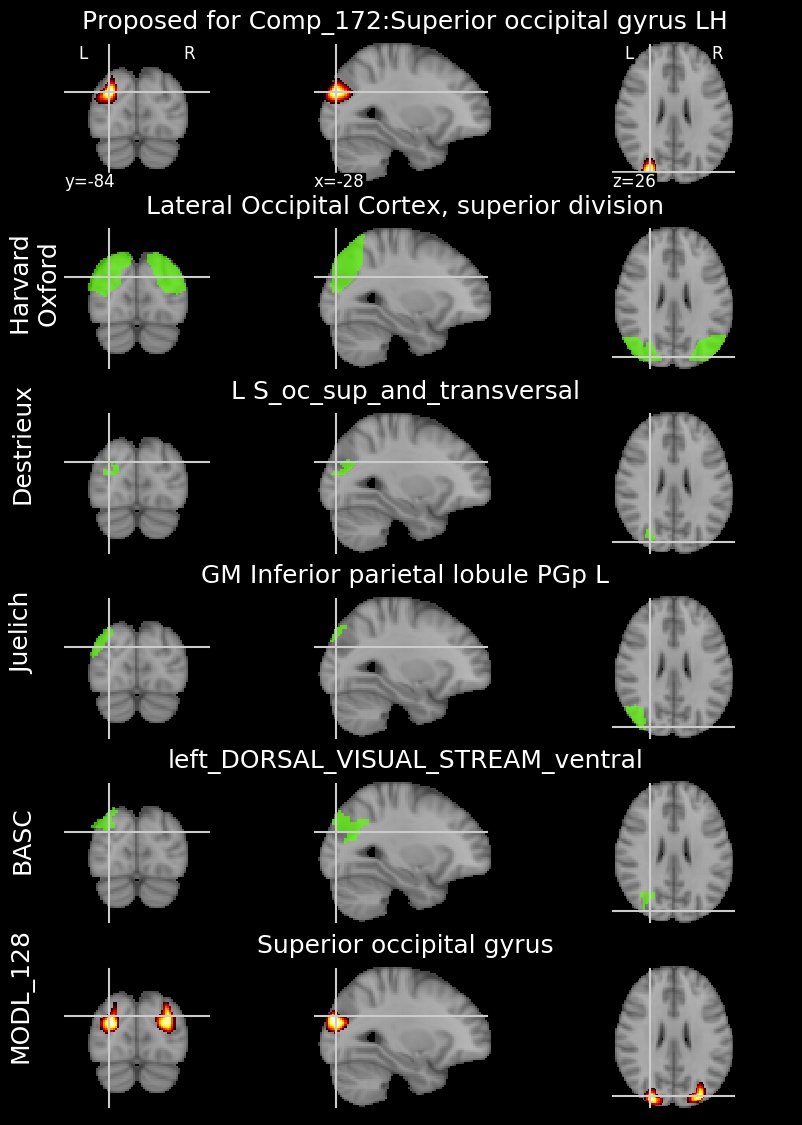 Proposed for Comp_172:Superior occipital gyrus LH
L R L R
y=-84 x=-28 z=26
Lateral Occipital Cortex, superior division
Harvard
Oxford
L S_oc_sup_and_transversal
Destrieux
GM Inferior parietal lobule PGp L
Juelich
left_DORSAL_VISUAL_STREAM_ventral
BASC
Superior occipital gyrus
MODL_128